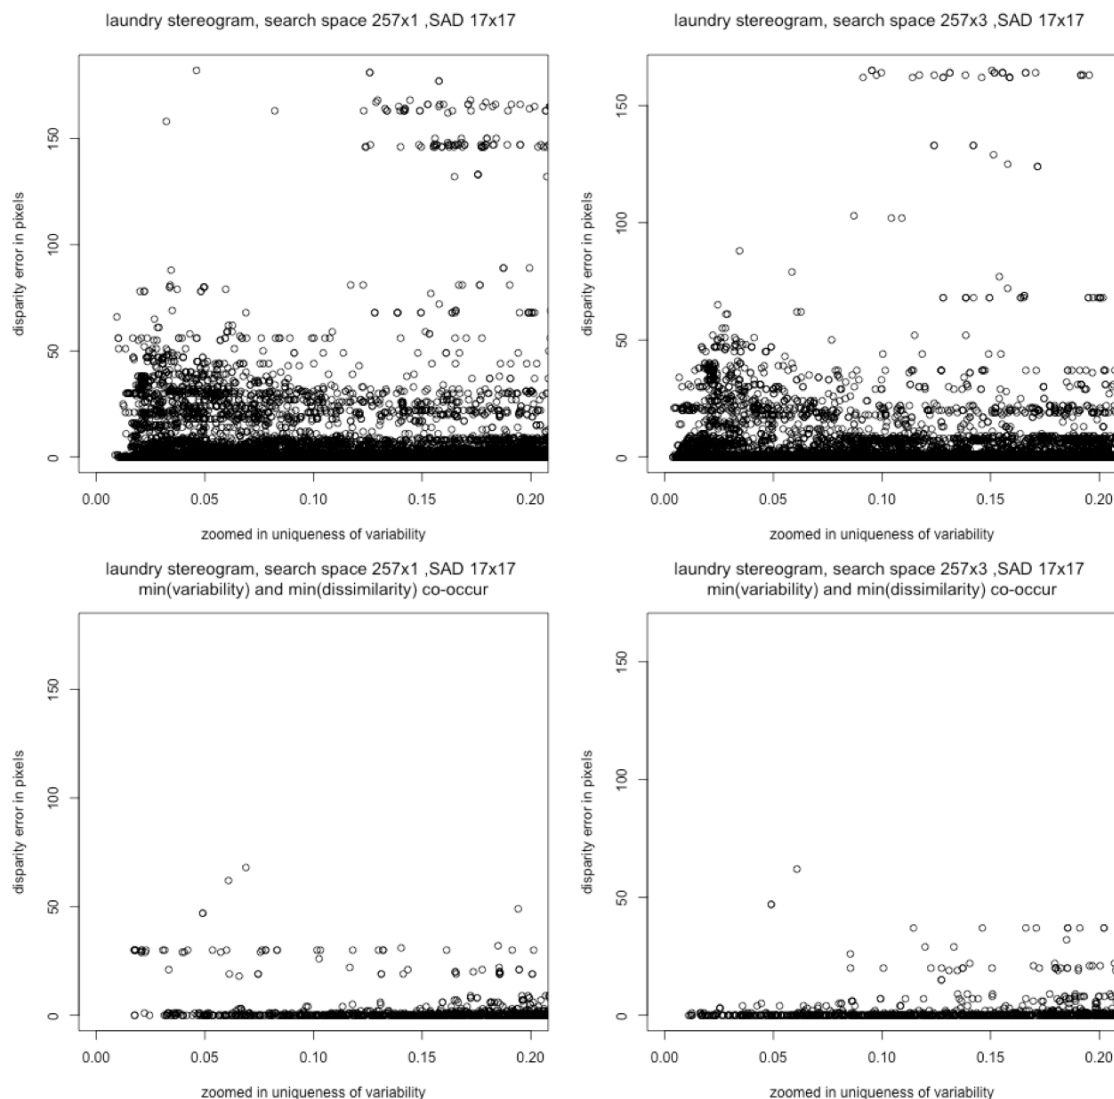 laundry stereogram, search space 257x1 ,SAD 17x17
disparity error in pixels
150
100
50
0
0.00 0.05 0.10 0.15 0.20
zoomed in uniqueness of variability
laundry stereogram, search space 257x3 ,SAD 17x17
disparity error in pixels
150
100
50
0
0.00 0.05 0.10 0.15 0.20
zoomed in uniqueness of variability
laundry stereogram, search space 257x1 ,SAD 17x17
min(variability) and min(dissimilarity) co-occur
disparity error in pixels
150
100
50
0
0.00 0.05 0.10 0.15 0.20
zoomed in uniqueness of variability
laundry stereogram, search space 257x3 ,SAD 17x17
min(variability) and min(dissimilarity) co-occur
disparity error in pixels
150
100
50
0
0.00 0.05 0.10 0.15 0.20
zoomed in uniqueness of variability